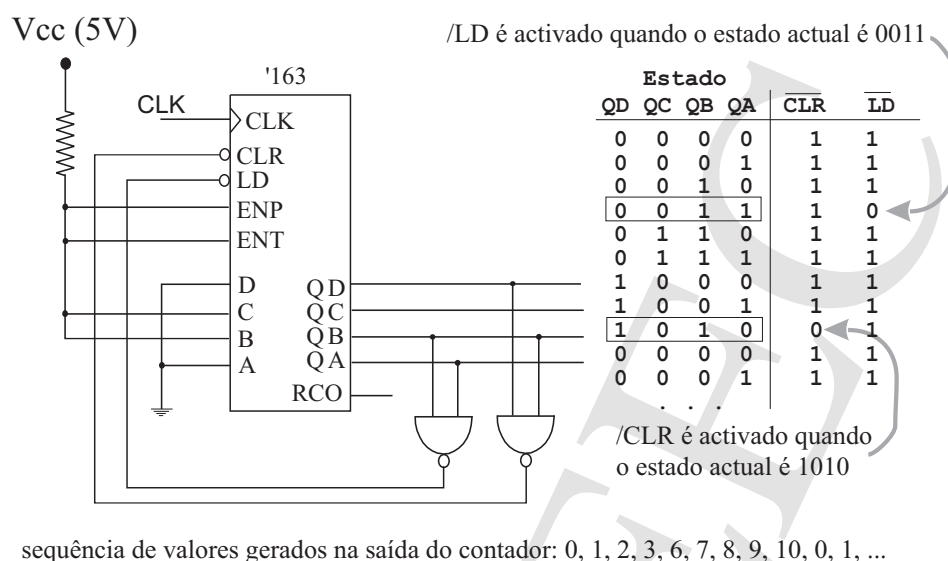 Vcc (5V)
/LD é activado quando o estado actual é 0011
'163
CLK
CLK
CLR
LD
ENP
ENT
D
C
B
A
QD
QC
QB
QA
RCO
Estado
QD QC QB QA CLR LD
0 0 0 0 1 1
0 0 0 1 1 1
0 0 1 0 1 1
0 0 1 1 1 0
0 1 1 0 1 1
0 1 1 1 1 1
1 0 0 0 1 1
1 0 0 1 1 1
1 0 1 0 0 1
0 0 0 0 1 1
0 0 0 1 1 1
. . .
/CLR é activado quando
o estado actual é 1010
sequência de valores gerados na saída do contador: 0, 1, 2, 3, 6, 7, 8, 9, 10, 0, 1, ...